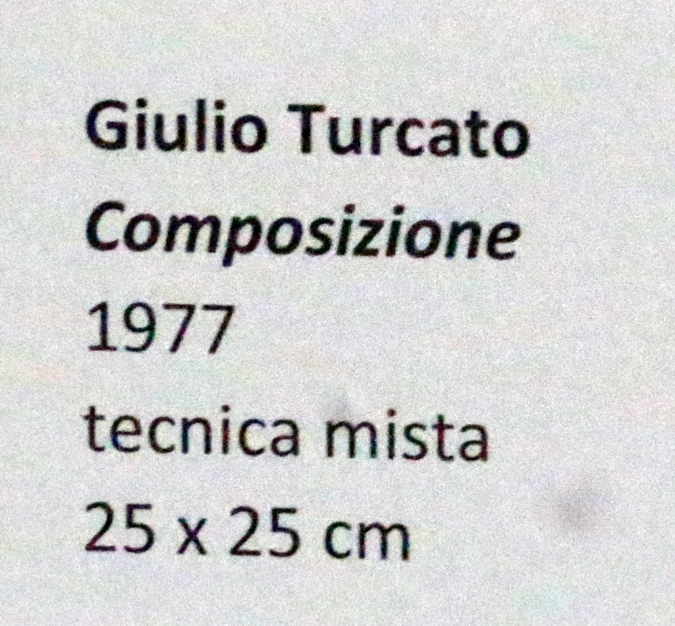 Giulio Turcato
Composizione
1977
tecnica mista
25 x 25 cm